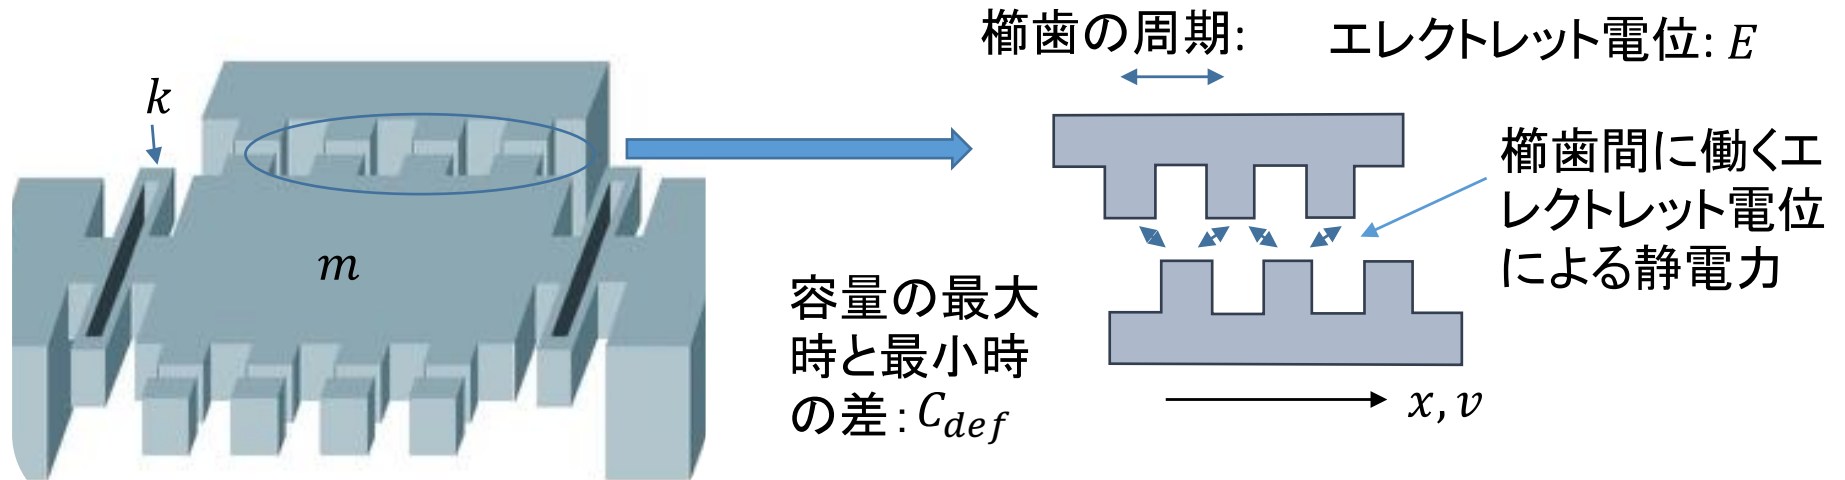 櫛歯の周期:
エレクトレット電位: E
k
m
櫛歯間に働くエ
レクトレット電位
による静電力
容量の最大
時と最小時
の差: C_{def}
x, v